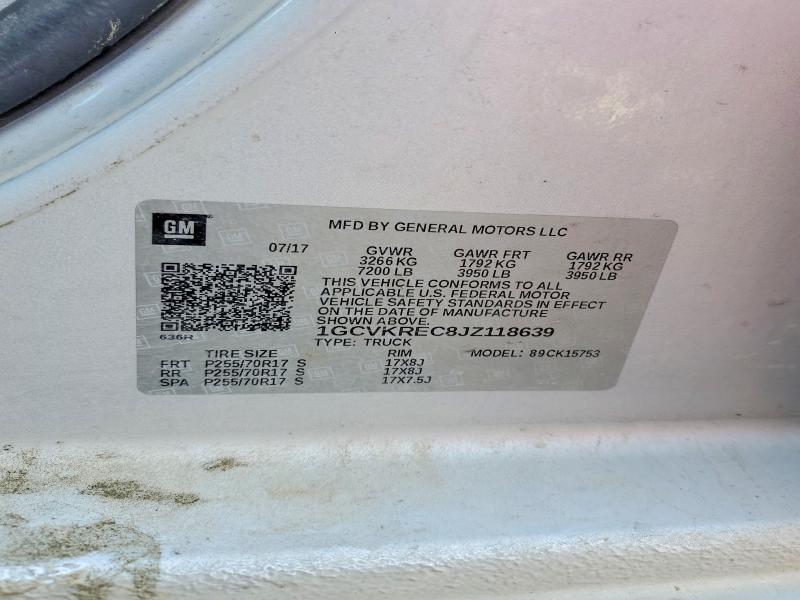 GM
MFD BY GENERAL MOTORS LLC
07/17 GVWR GAWR FRT GAWR RR
3266 KG 1792 KG 1792 KG
7200 LB 3950 LB 3950 LB
THIS VEHICLE CONFORMS TO ALL
APPLICABLE U.S. FEDERAL MOTOR
VEHICLE SAFETY STANDARDS IN EFFECT
ON THE DATE OF MANUFACTURE
SHOWN ABOVE.
636R
1GCVKREC8JZ118639
TYPE: TRUCK
TIRE SIZE RIM MODEL: 89CK15753
FRT P255/70R17 S 17X8J
RR P255/70R17 S 17X8J
SPA P255/70R17 S 17X7.5J